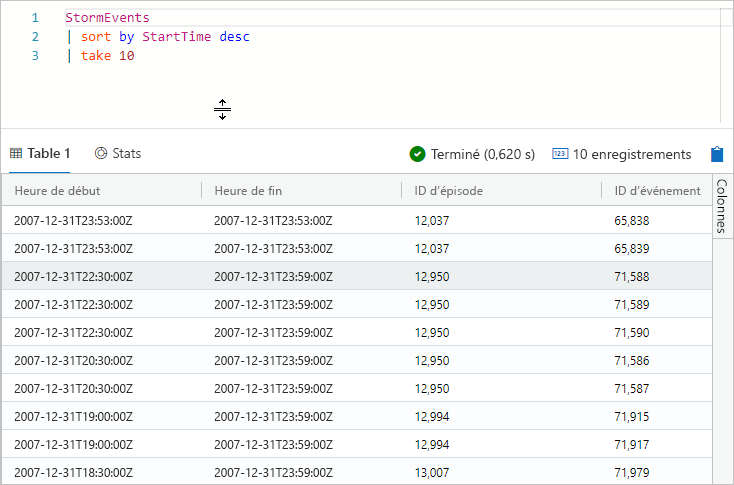 1 StormEvents
2 | sort by StartTime desc
3 | take 10
Table 1 Stats Terminé (0,620 s) 123 10 enregistrements
Heure de début Heure de fin ID d’épisode ID d’événement
Colonnes
2007-12-31T23:53:00Z 2007-12-31T23:53:00Z 12,037 65,838
2007-12-31T23:53:00Z 2007-12-31T23:53:00Z 12,037 65,839
2007-12-31T22:30:00Z 2007-12-31T23:59:00Z 12,950 71,588
2007-12-31T22:30:00Z 2007-12-31T23:59:00Z 12,950 71,589
2007-12-31T22:30:00Z 2007-12-31T23:59:00Z 12,950 71,590
2007-12-31T20:30:00Z 2007-12-31T23:59:00Z 12,950 71,586
2007-12-31T20:30:00Z 2007-12-31T23:59:00Z 12,950 71,587
2007-12-31T19:00:00Z 2007-12-31T23:59:00Z 12,994 71,915
2007-12-31T19:00:00Z 2007-12-31T23:59:00Z 12,994 71,917
2007-12-31T18:30:00Z 2007-12-31T23:59:00Z 13,007 71,979